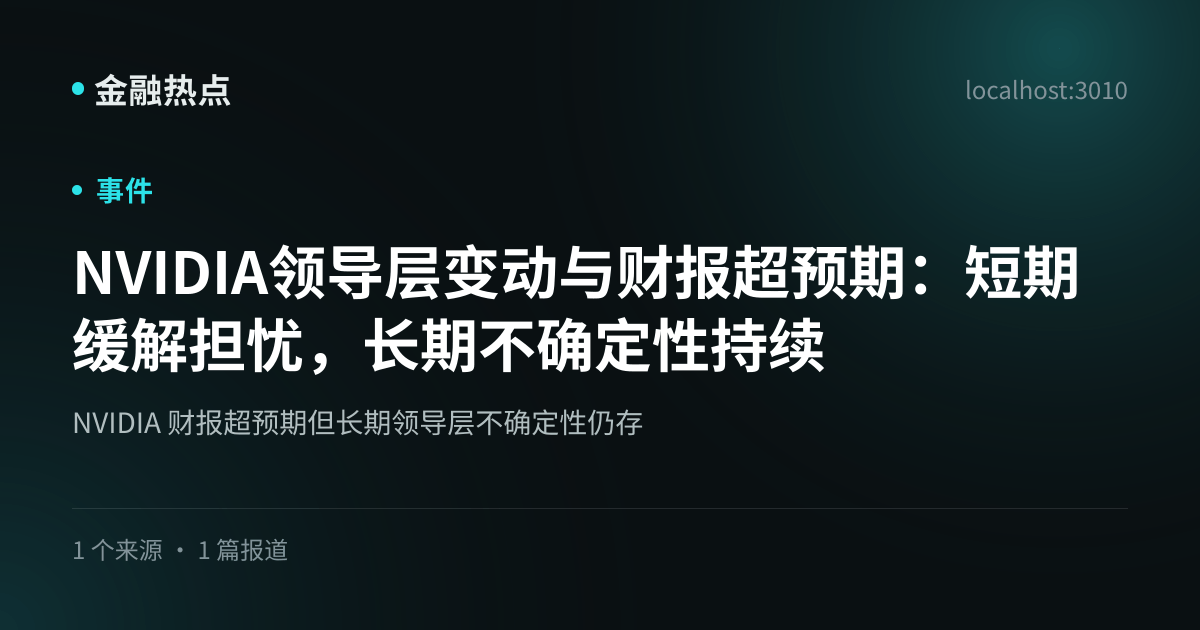 金融热点
localhost:3010
事件
NVIDIA领导层变动与财报超预期：短期
缓解担忧，长期不确定性持续
NVIDIA 财报超预期但长期领导层不确定性仍存
1 个来源 · 1 篇报道